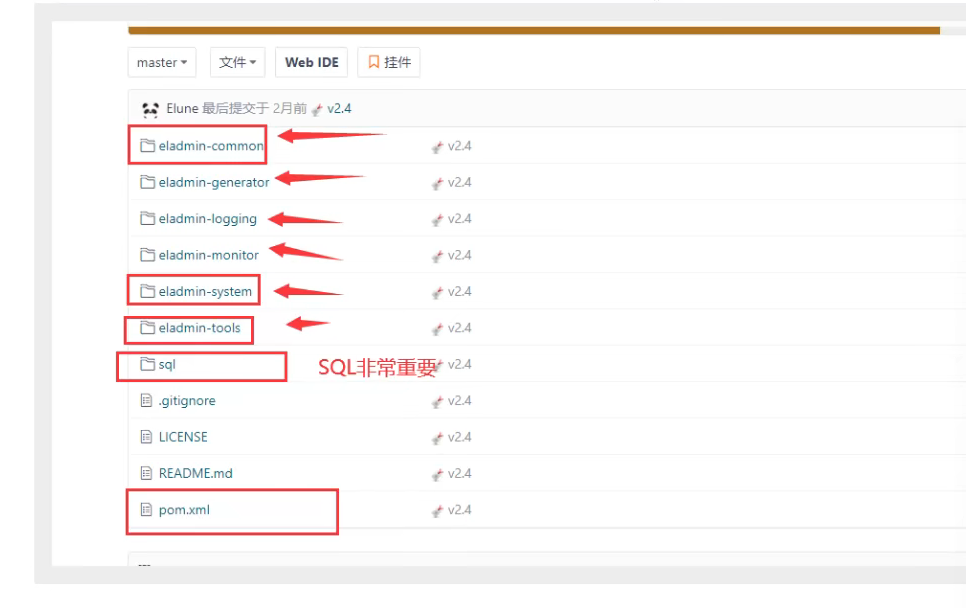 master 文件 Web IDE 挂件
Elune 最后提交于 2月前 v2.4
eladmin-common v2.4
eladmin-generator v2.4
eladmin-logging v2.4
eladmin-monitor v2.4
eladmin-system v2.4
eladmin-tools v2.4
sql SQL非常重要 v2.4
.gitignore v2.4
LICENSE v2.4
README.md v2.4
pom.xml v2.4